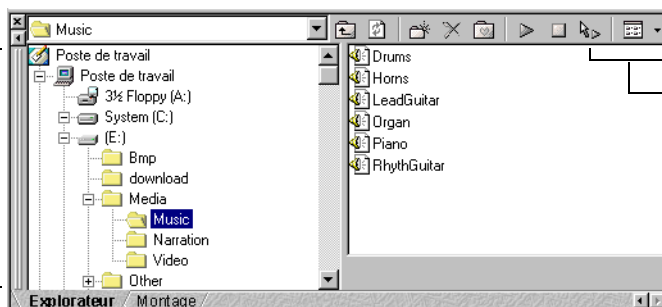 Music
Poste de travail
Poste de travail
3½ Floppy (A:)
System (C:)
(E:)
Bmp
download
Media
Music
Narration
Video
Other
Drums
Horns
LeadGuitar
Organ
Piano
RhythGuitar
Explorateur / Montage /